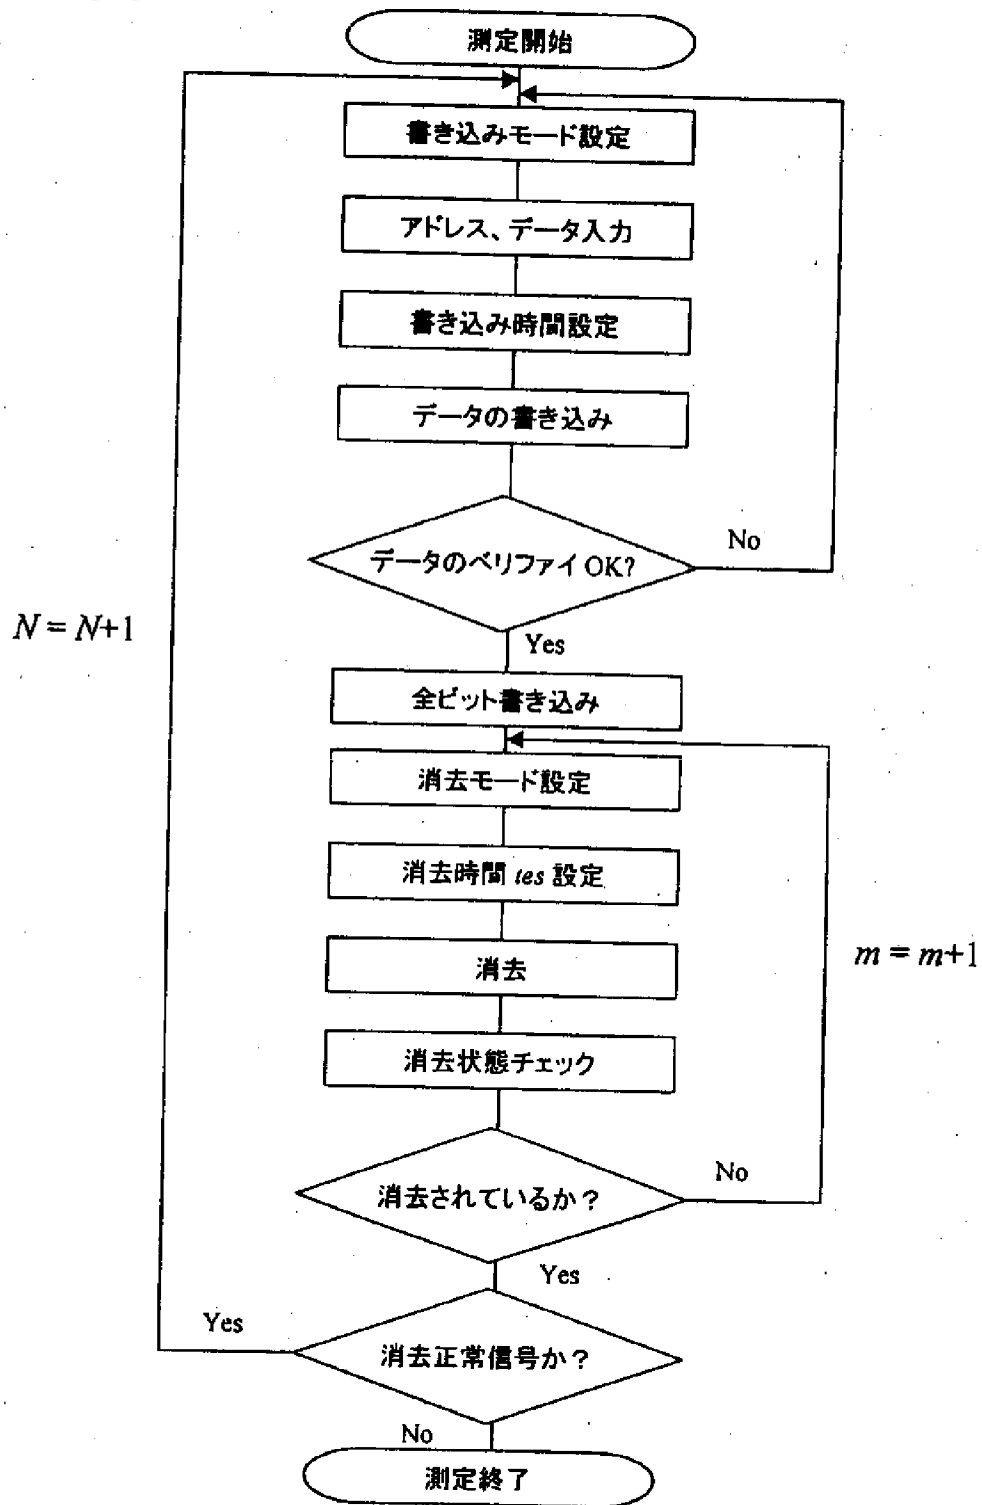 測定開始
書き込みモード設定
アドレス、データ入力
書き込み時間設定
データの書き込み
データのベリファイ OK?
No
N = N+1
Yes
全ビット書き込み
消去モード設定
消去時間 tes 設定
消去
m = m+1
消去状態チェック
消去されているか？
No
Yes
Yes
消去正常信号か？
No
測定終了